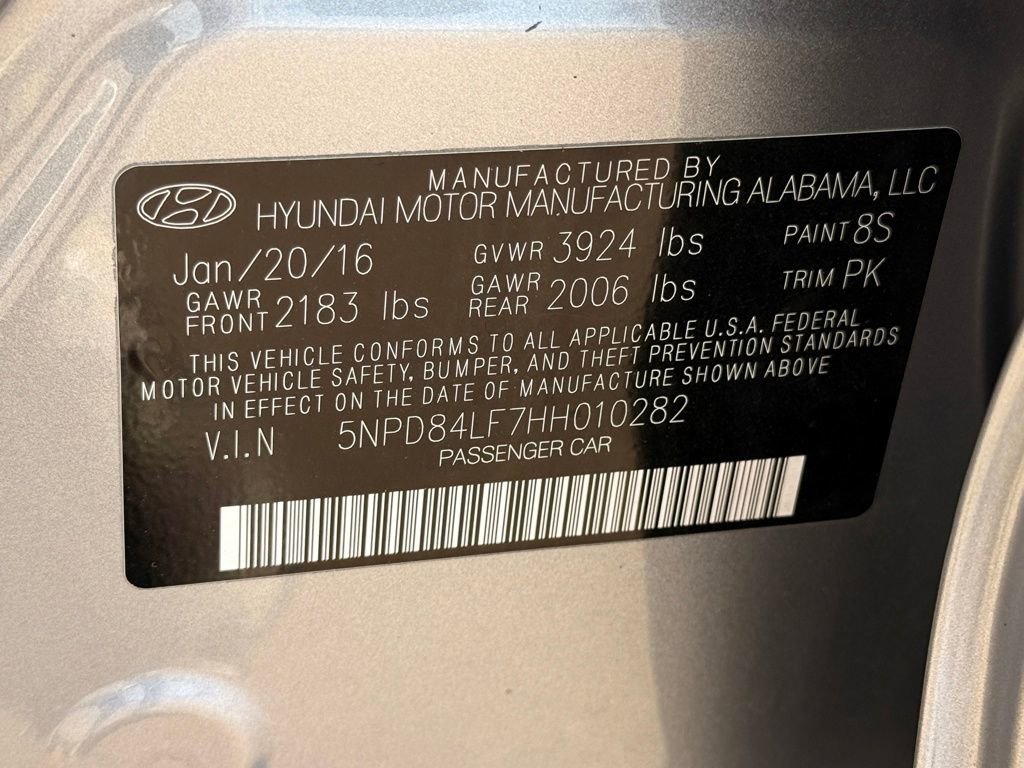 MANUFACTURED BY
HYUNDAI MOTOR MANUFACTURING ALABAMA, LLC
Jan/20/16 GVWR 3924 lbs PAINT 8S
GAWR FRONT 2183 lbs GAWR REAR 2006 lbs TRIM PK
THIS VEHICLE CONFORMS TO ALL APPLICABLE U.S.A. FEDERAL
MOTOR VEHICLE SAFETY, BUMPER, AND THEFT PREVENTION STANDARDS
IN EFFECT ON THE DATE OF MANUFACTURE SHOWN ABOVE
V.I.N 5NPD84LF7HH010282
PASSENGER CAR